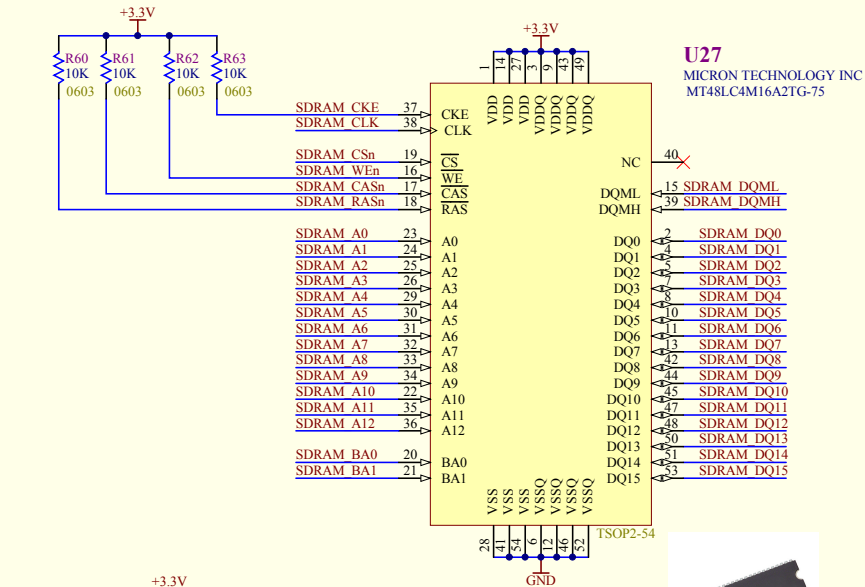 +3.3V
R60
10K
0603
R61
10K
0603
R62
10K
0603
R63
10K
0603
+3.3V
1 14 27 3 9 43 49
VDD VDD VDD VDDQ VDDQ VDDQ VDDQ
U27
MICRON TECHNOLOGY INC
MT48LC4M16A2TG-75
SDRAM_CKE 37 CKE
SDRAM_CLK 38 CLK
SDRAM_CSn 19 CS
SDRAM_WEn 16 WE
SDRAM_CASn 17 CAS
SDRAM_RASn 18 RAS
NC 40
DQML 15 SDRAM_DQML
DQMH 39 SDRAM_DQMH
SDRAM_A0 23 A0
SDRAM_A1 24 A1
SDRAM_A2 25 A2
SDRAM_A3 26 A3
SDRAM_A4 29 A4
SDRAM_A5 30 A5
SDRAM_A6 31 A6
SDRAM_A7 32 A7
SDRAM_A8 33 A8
SDRAM_A9 34 A9
SDRAM_A10 22 A10
SDRAM_A11 35 A11
SDRAM_A12 36 A12
SDRAM_BA0 20 BA0
SDRAM_BA1 21 BA1
DQ0 2 SDRAM_DQ0
DQ1 4 SDRAM_DQ1
DQ2 5 SDRAM_DQ2
DQ3 7 SDRAM_DQ3
DQ4 8 SDRAM_DQ4
DQ5 10 SDRAM_DQ5
DQ6 11 SDRAM_DQ6
DQ7 13 SDRAM_DQ7
DQ8 42 SDRAM_DQ8
DQ9 44 SDRAM_DQ9
DQ10 45 SDRAM_DQ10
DQ11 47 SDRAM_DQ11
DQ12 48 SDRAM_DQ12
DQ13 50 SDRAM_DQ13
DQ14 51 SDRAM_DQ14
DQ15 53 SDRAM_DQ15
VSS VSS VSS VSSQ VSSQ VSSQ VSSQ
28 41 54 6 12 46 52
TSOP2-54
GND
+3.3V